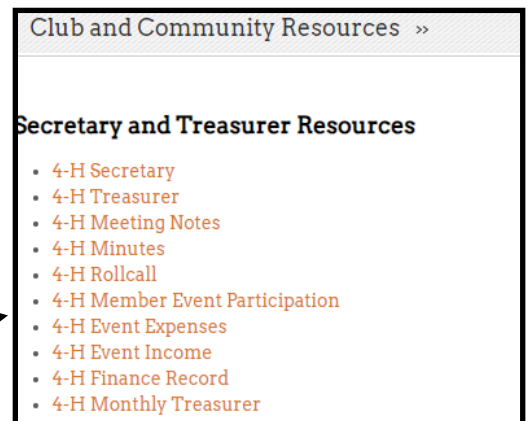 Club and Community Resources »
Secretary and Treasurer Resources
• 4-H Secretary
• 4-H Treasurer
• 4-H Meeting Notes
• 4-H Minutes
• 4-H Rollcall
• 4-H Member Event Participation
• 4-H Event Expenses
• 4-H Event Income
• 4-H Finance Record
• 4-H Monthly Treasurer